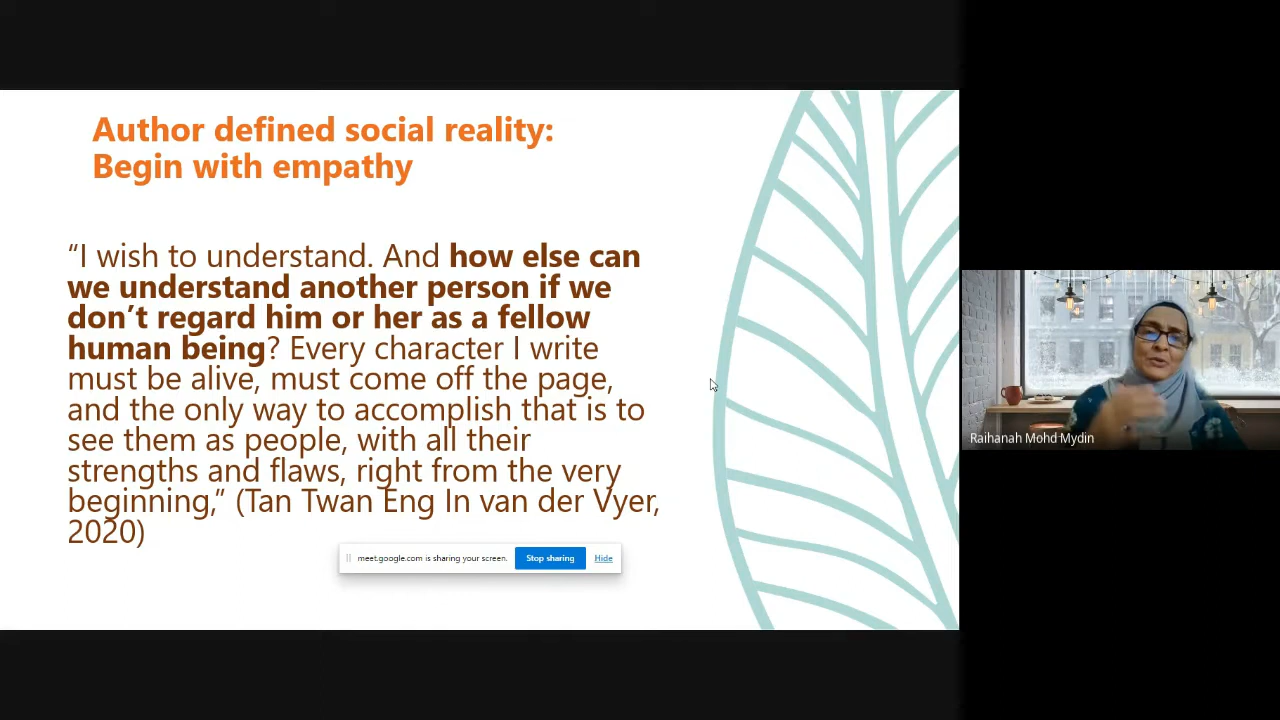 Author defined social reality:
Begin with empathy
“I wish to understand. And how else can
we understand another person if we
don’t regard him or her as a fellow
human being? Every character I write
must be alive, must come off the page,
and the only way to accomplish that is to
see them as people, with all their
strengths and flaws, right from the very
beginning,” (Tan Twan Eng In van der Vyer,
2020)
meet.google.com is sharing your screen. Stop sharing Hide
Raihanah Mohd Mydin